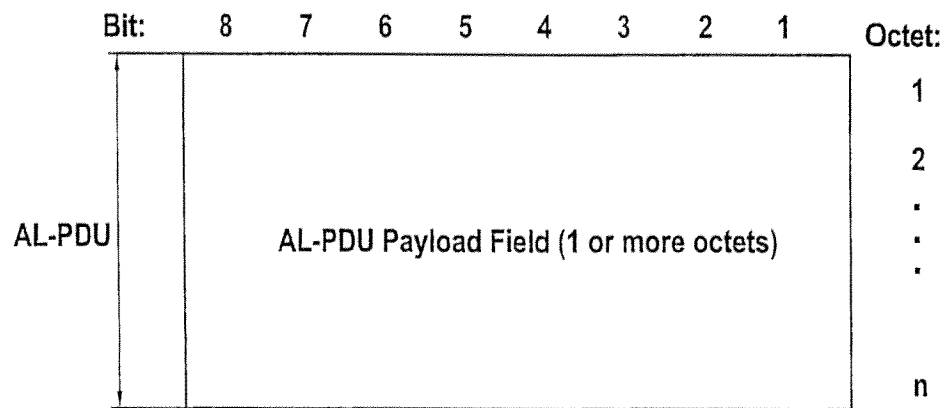 Bit: 8 7 6 5 4 3 2 1 Octet:
1
2
.
.
.
AL-PDU
AL-PDU Payload Field (1 or more octets)
n